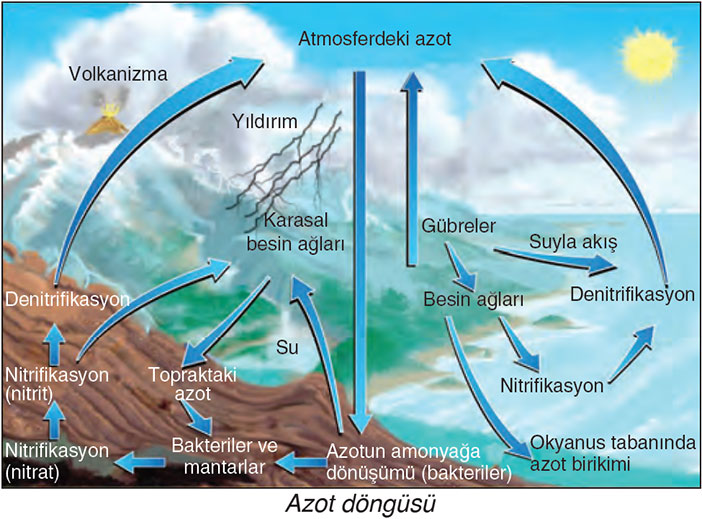 Atmosferdeki azot
Volkanizma
Yıldırım
Karasal
besin ağları
Gübreler
Suyla akış
Denitrifikasyon
Besin ağları
Denitrifikasyon
Su
Nitrifikasyon
(nitrit)
Topraktaki
azot
Nitrifikasyon
Nitrifikasyon
(nitrat)
Bakteriler ve
mantarlar
Azotun amonyağa
dönüşümü (bakteriler)
Okyanus tabanında
azot birikimi
Azot döngüsü